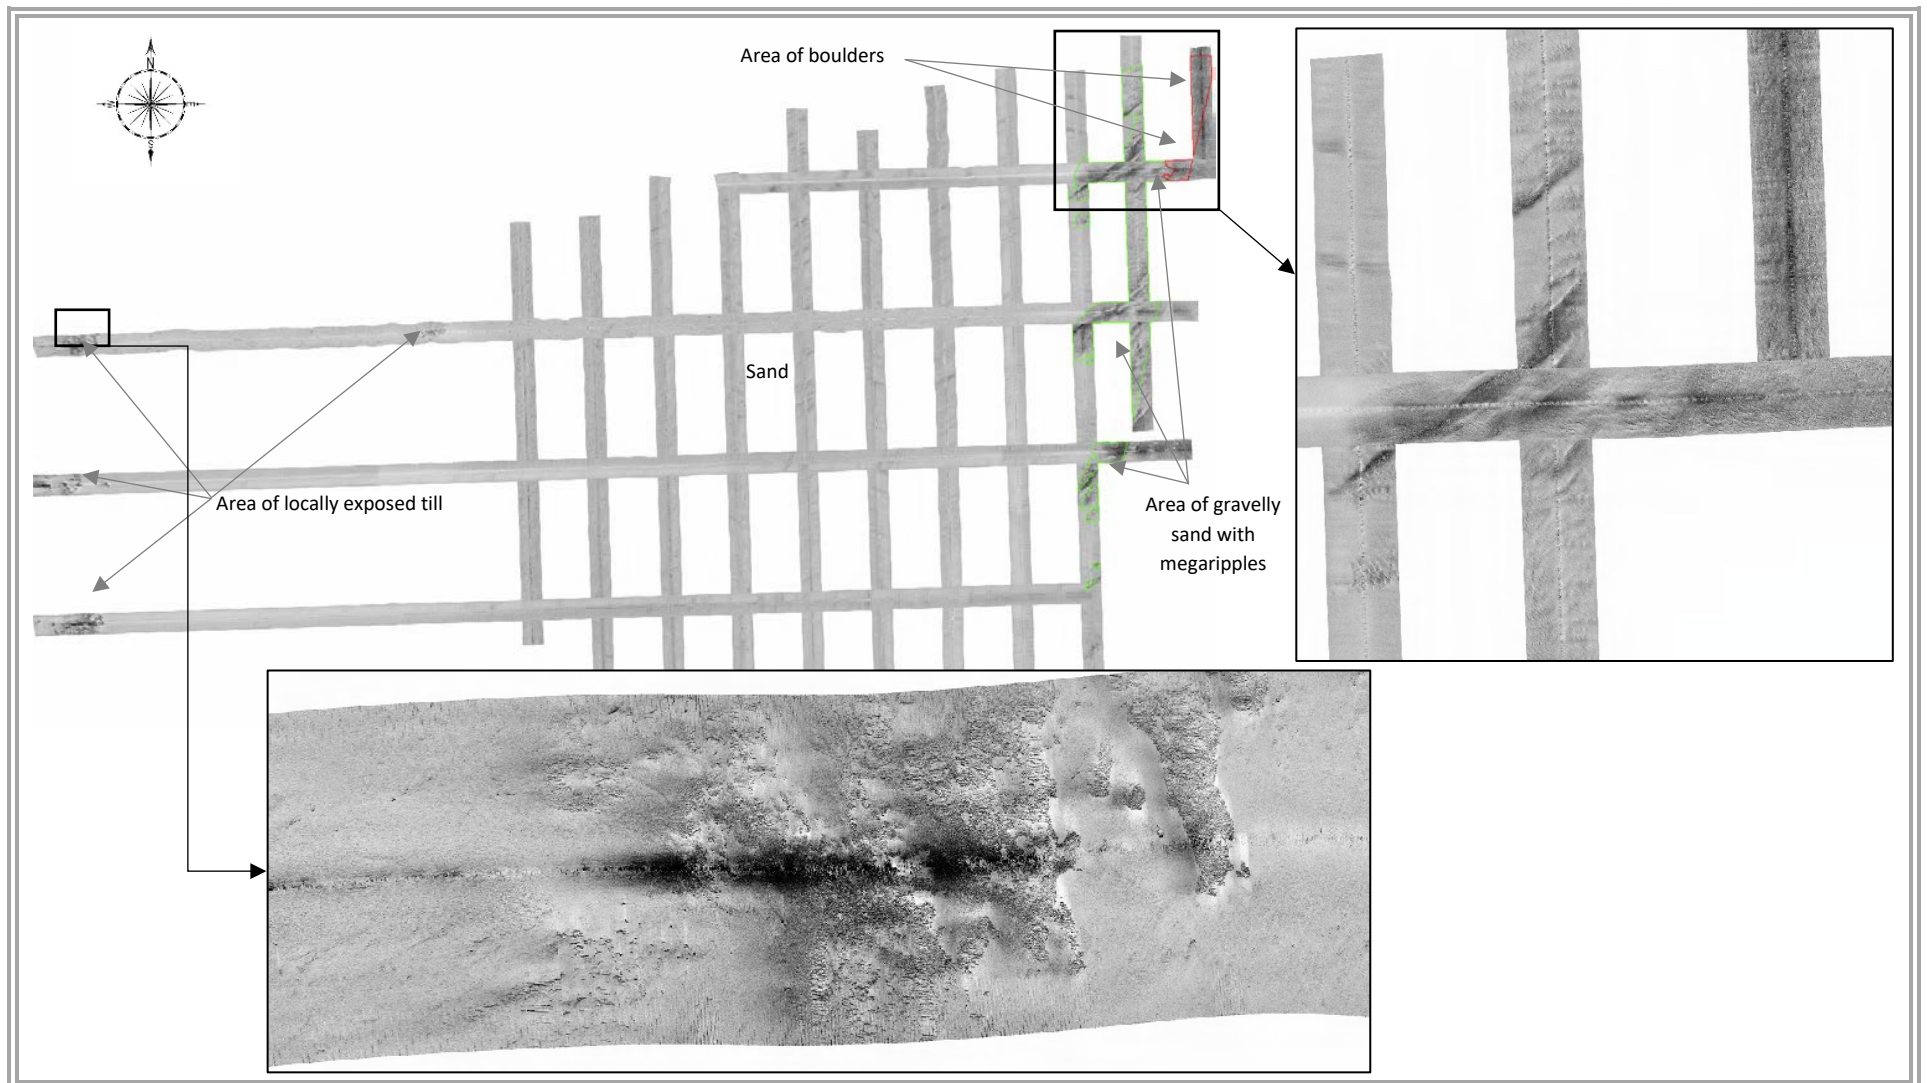 Area of boulders
N
W
E
S
Sand
Area of locally exposed till
Area of gravelly
sand with
megaripples